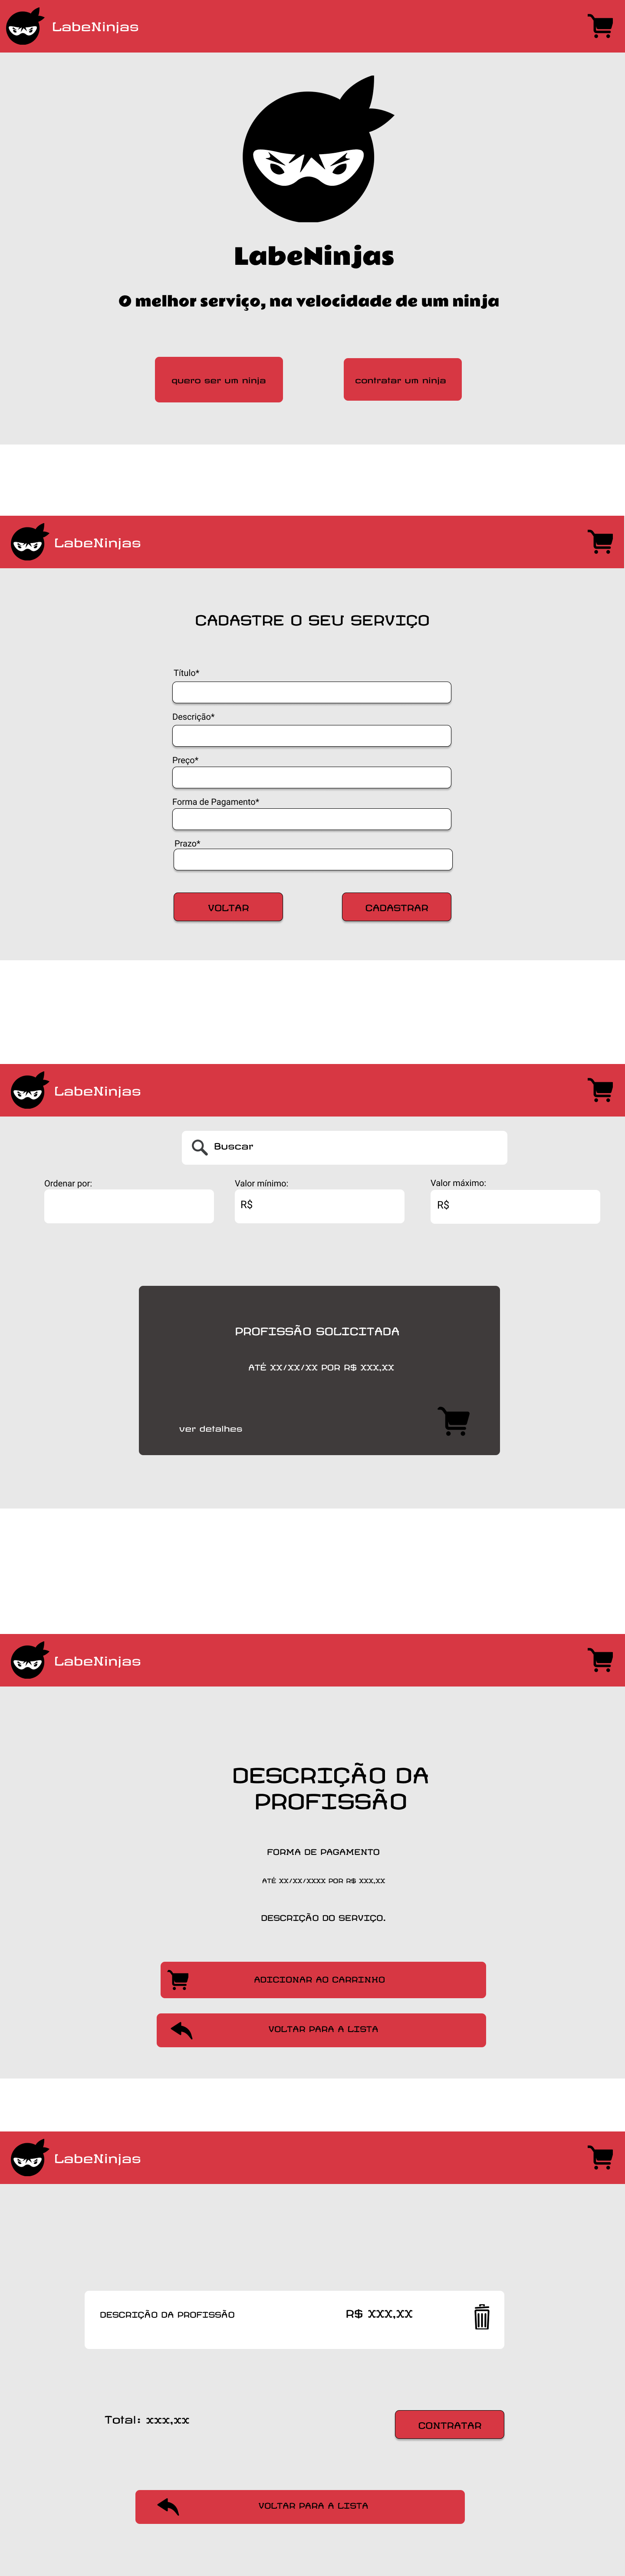 LabeNinjas
LabeNinjas
O melhor serviço, na velocidade de um ninja
quero ser um ninja
contratar um ninja
LabeNinjas
CADASTRE O SEU SERVIÇO
Título*
Descrição*
Preço*
Forma de Pagamento*
Prazo*
VOLTAR
CADASTRAR
LabeNinjas
Buscar
Ordenar por:
Valor mínimo:
Valor máximo:
R$
R$
PROFISSÃO SOLICITADA
ATÉ XX/XX/XX POR R$ XXX,XX
ver detalhes
LabeNinjas
DESCRIÇÃO DA
PROFISSÃO
FORMA DE PAGAMENTO
ATÉ XX/XX/XXXX POR R$ XXX,XX
DESCRIÇÃO DO SERVIÇO.
ADICIONAR AO CARRINHO
VOLTAR PARA A LISTA
LabeNinjas
DESCRIÇÃO DA PROFISSÃO
R$ XXX,XX
Total: xxx,xx
CONTRATAR
VOLTAR PARA A LISTA